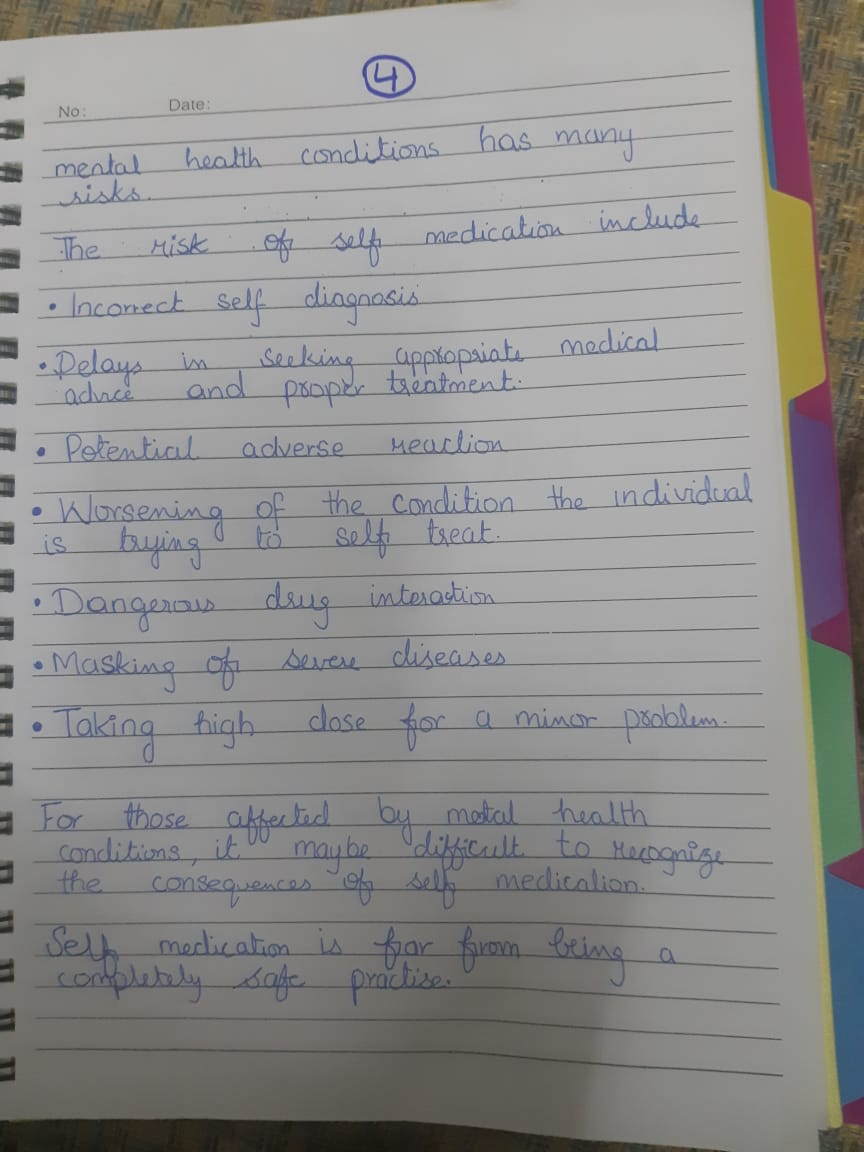 4
No: Date:
mental health conditions has many
risks.
The risk of self medication include
• Incorrect self diagnosis
• Delays in seeking appropriate medical
advice and proper treatment.
• Potential adverse reaction
• Worsening of the condition the individual
is trying to self treat.
• Dangerous drug interaction
• Masking of severe diseases
• Taking high dose for a minor problem.
For those affected by metal health
conditions, it maybe difficult to recognize
the consequences of self medication.
Self medication is far from being a
completely safe practise.